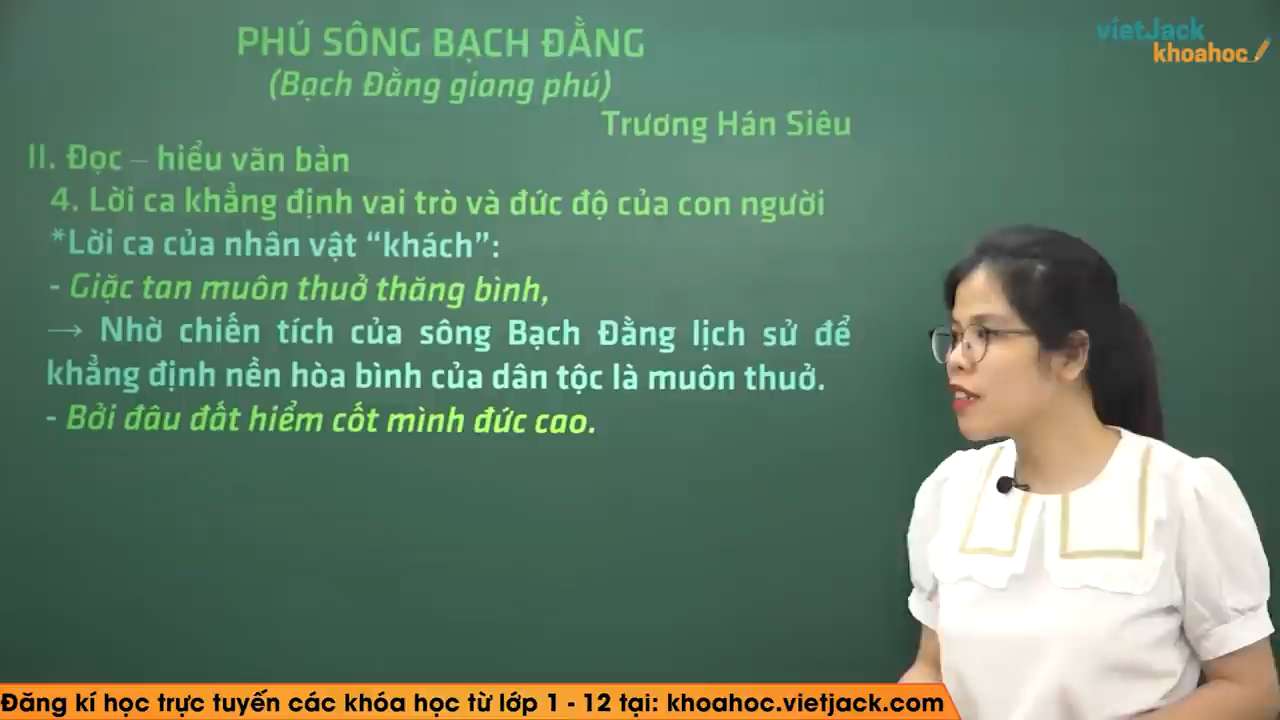 PHÚ SÔNG BẠCH ĐẰNG
(Bạch Đằng giang phú)
Trương Hán Siêu
II. Đọc – hiểu văn bản
4. Lời ca khẳng định vai trò và đức độ của con người
*Lời ca của nhân vật “khách”:
- Giặc tan muôn thuở thăng bình,
→ Nhờ chiến tích của sông Bạch Đằng lịch sử để
khẳng định nền hòa bình của dân tộc là muôn thuở.
- Bởi đâu đất hiểm cốt mình đức cao.
vietJack
khoahoc
Đăng kí học trực tuyến các khóa học từ lớp 1 - 12 tại: khoahoc.vietjack.com